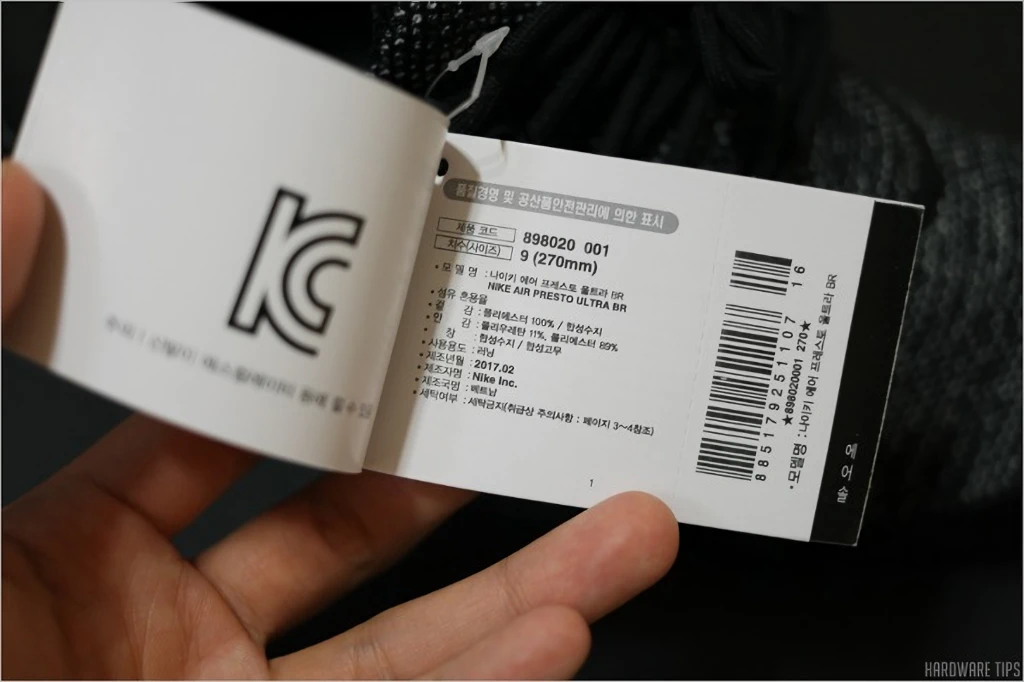 KC
품질경영 및 공산품안전관리에 의한 표시
제품 코드 898020 001
치수(사이즈) 9 (270mm)
• 모 델 명 : 나이키 에어 프레스토 울트라 BR
NIKE AIR PRESTO ULTRA BR
• 섬유 혼용율
• 겉 감 : 폴리에스터 100% / 합성수지
• 안 감 : 폴리우레탄 11%, 폴리에스터 89%
창 : 합성수지 / 합성고무
• 사용용도 : 러닝
• 제조년월 : 2017.02
• 제조자명 : Nike Inc.
• 제조국명 : 베트남
• 세탁여부 : 세탁금지(취급상 주의사항 : 페이지 3~4참조)
1
885179251107 16
★898020001 270★
• 모델명 : 나이키 에어 프레스토 울트라 BR
에어
HARDWARE TIPS